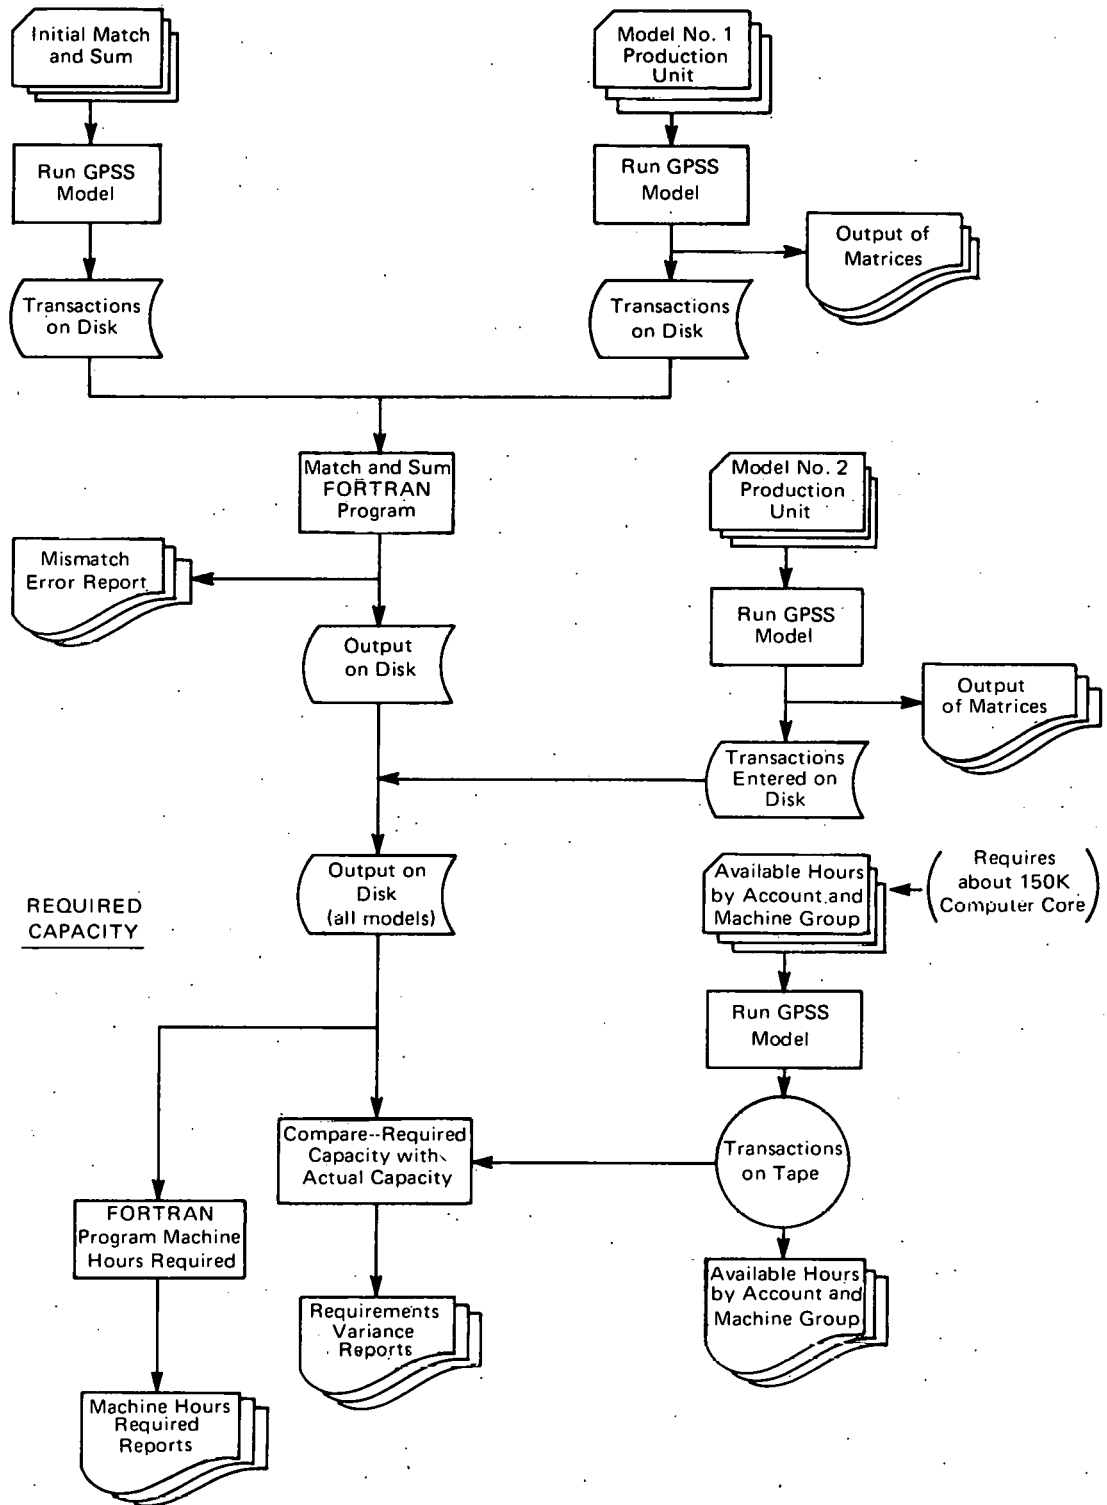 Initial Match
and Sum
Model No. 1
Production
Unit
Run GPSS
Model
Run GPSS
Model
Output of
Matrices
Transactions
on Disk
Transactions
on Disk
Match and Sum
FORTRAN
Program
Model No. 2
Production
Unit
Mismatch
Error Report
Run GPSS
Model
Output
on Disk
Output
of Matrices
Transactions
Entered on
Disk
Output on
Disk
(all models)
Available Hours
by Account and
Machine Group
(Requires
about 150K
Computer Core)
REQUIRED
CAPACITY
Run GPSS
Model
Compare--Required
Capacity with
Actual Capacity
Transactions
on Tape
FORTRAN
Program Machine
Hours Required
Available Hours
by Account and
Machine Group
Requirements
Variance
Reports
Machine Hours
Required
Reports